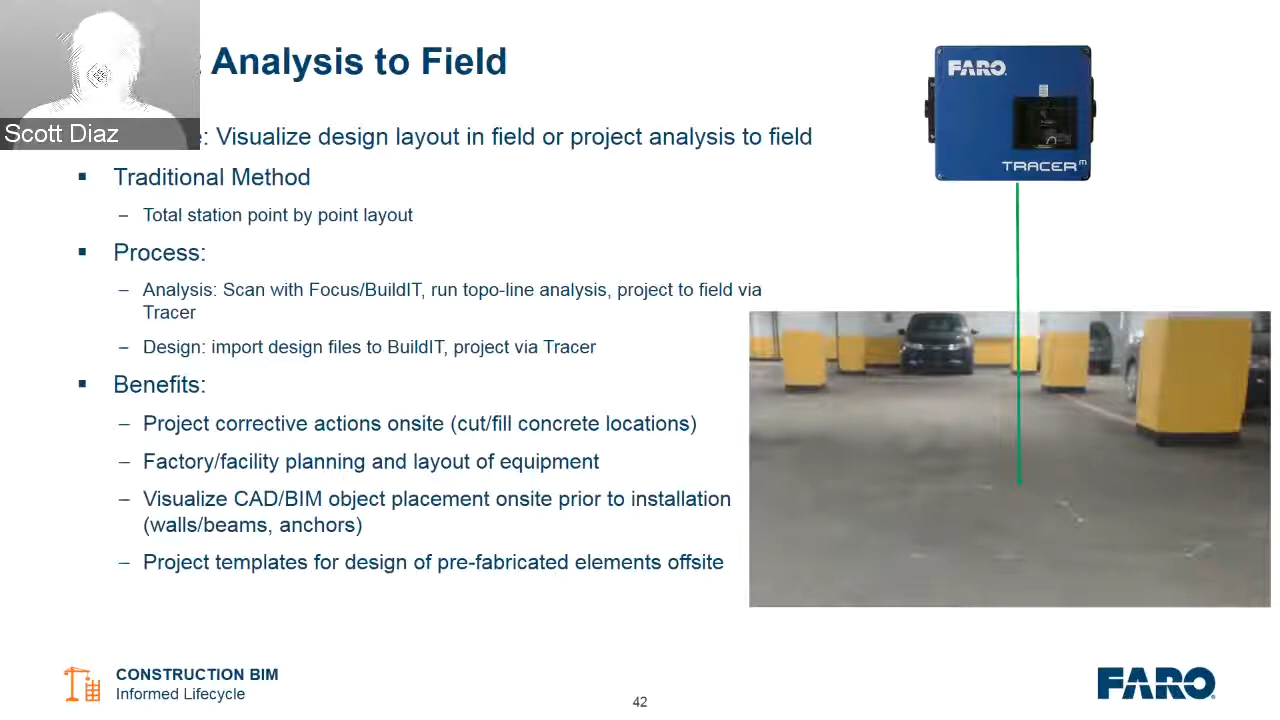 Analysis to Field
Scott Diaz
: Visualize design layout in field or project analysis to field
▪ Traditional Method
– Total station point by point layout
▪ Process:
– Analysis: Scan with Focus/BuildIT, run topo-line analysis, project to field via
Tracer
– Design: import design files to BuildIT, project via Tracer
▪ Benefits:
– Project corrective actions onsite (cut/fill concrete locations)
– Factory/facility planning and layout of equipment
– Visualize CAD/BIM object placement onsite prior to installation
(walls/beams, anchors)
– Project templates for design of pre-fabricated elements offsite
FARO
TRACER M
CONSTRUCTION BIM
Informed Lifecycle
42
FARO